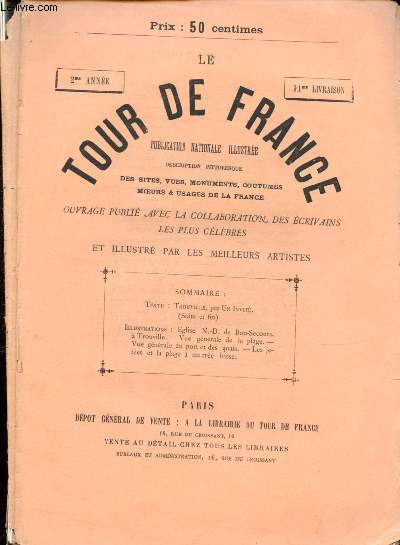 Prix : 50 centimes
LE
2me ANNÉE
LIVRAISON
TOUR DE FRANCE
PUBLICATION NATIONALE ILLUSTRÉE
DESCRIPTION PITTORESQUE
DES SITES, VUES, MONUMENTS, COUTUMES
MŒURS & USAGES DE LA FRANCE
OUVRAGE PUBLIÉ AVEC LA COLLABORATION DES ÉCRIVAINS
LES PLUS CÉLÈBRES
ET ILLUSTRÉ PAR LES MEILLEURS ARTISTES
SOMMAIRE :
TEXTE : TROUVILLE, par UN INVITÉ.
(Suite et fin)
ILLUSTRATIONS : Église N.-D. de Bon-Secours,
à Trouville. — Vue générale de la plage. —
Vue générale du port et des quais. — Les je-
tées et la plage à marée basse.
PARIS
DÉPOT GÉNÉRAL DE VENTE : A LA LIBRAIRIE DU TOUR DE FRANCE
16, RUE DU CROISSANT, 16
VENTE AU DÉTAIL CHEZ TOUS LES LIBRAIRES
BUREAUX ET ADMINISTRATION, 16, RUE DU CROISSANT